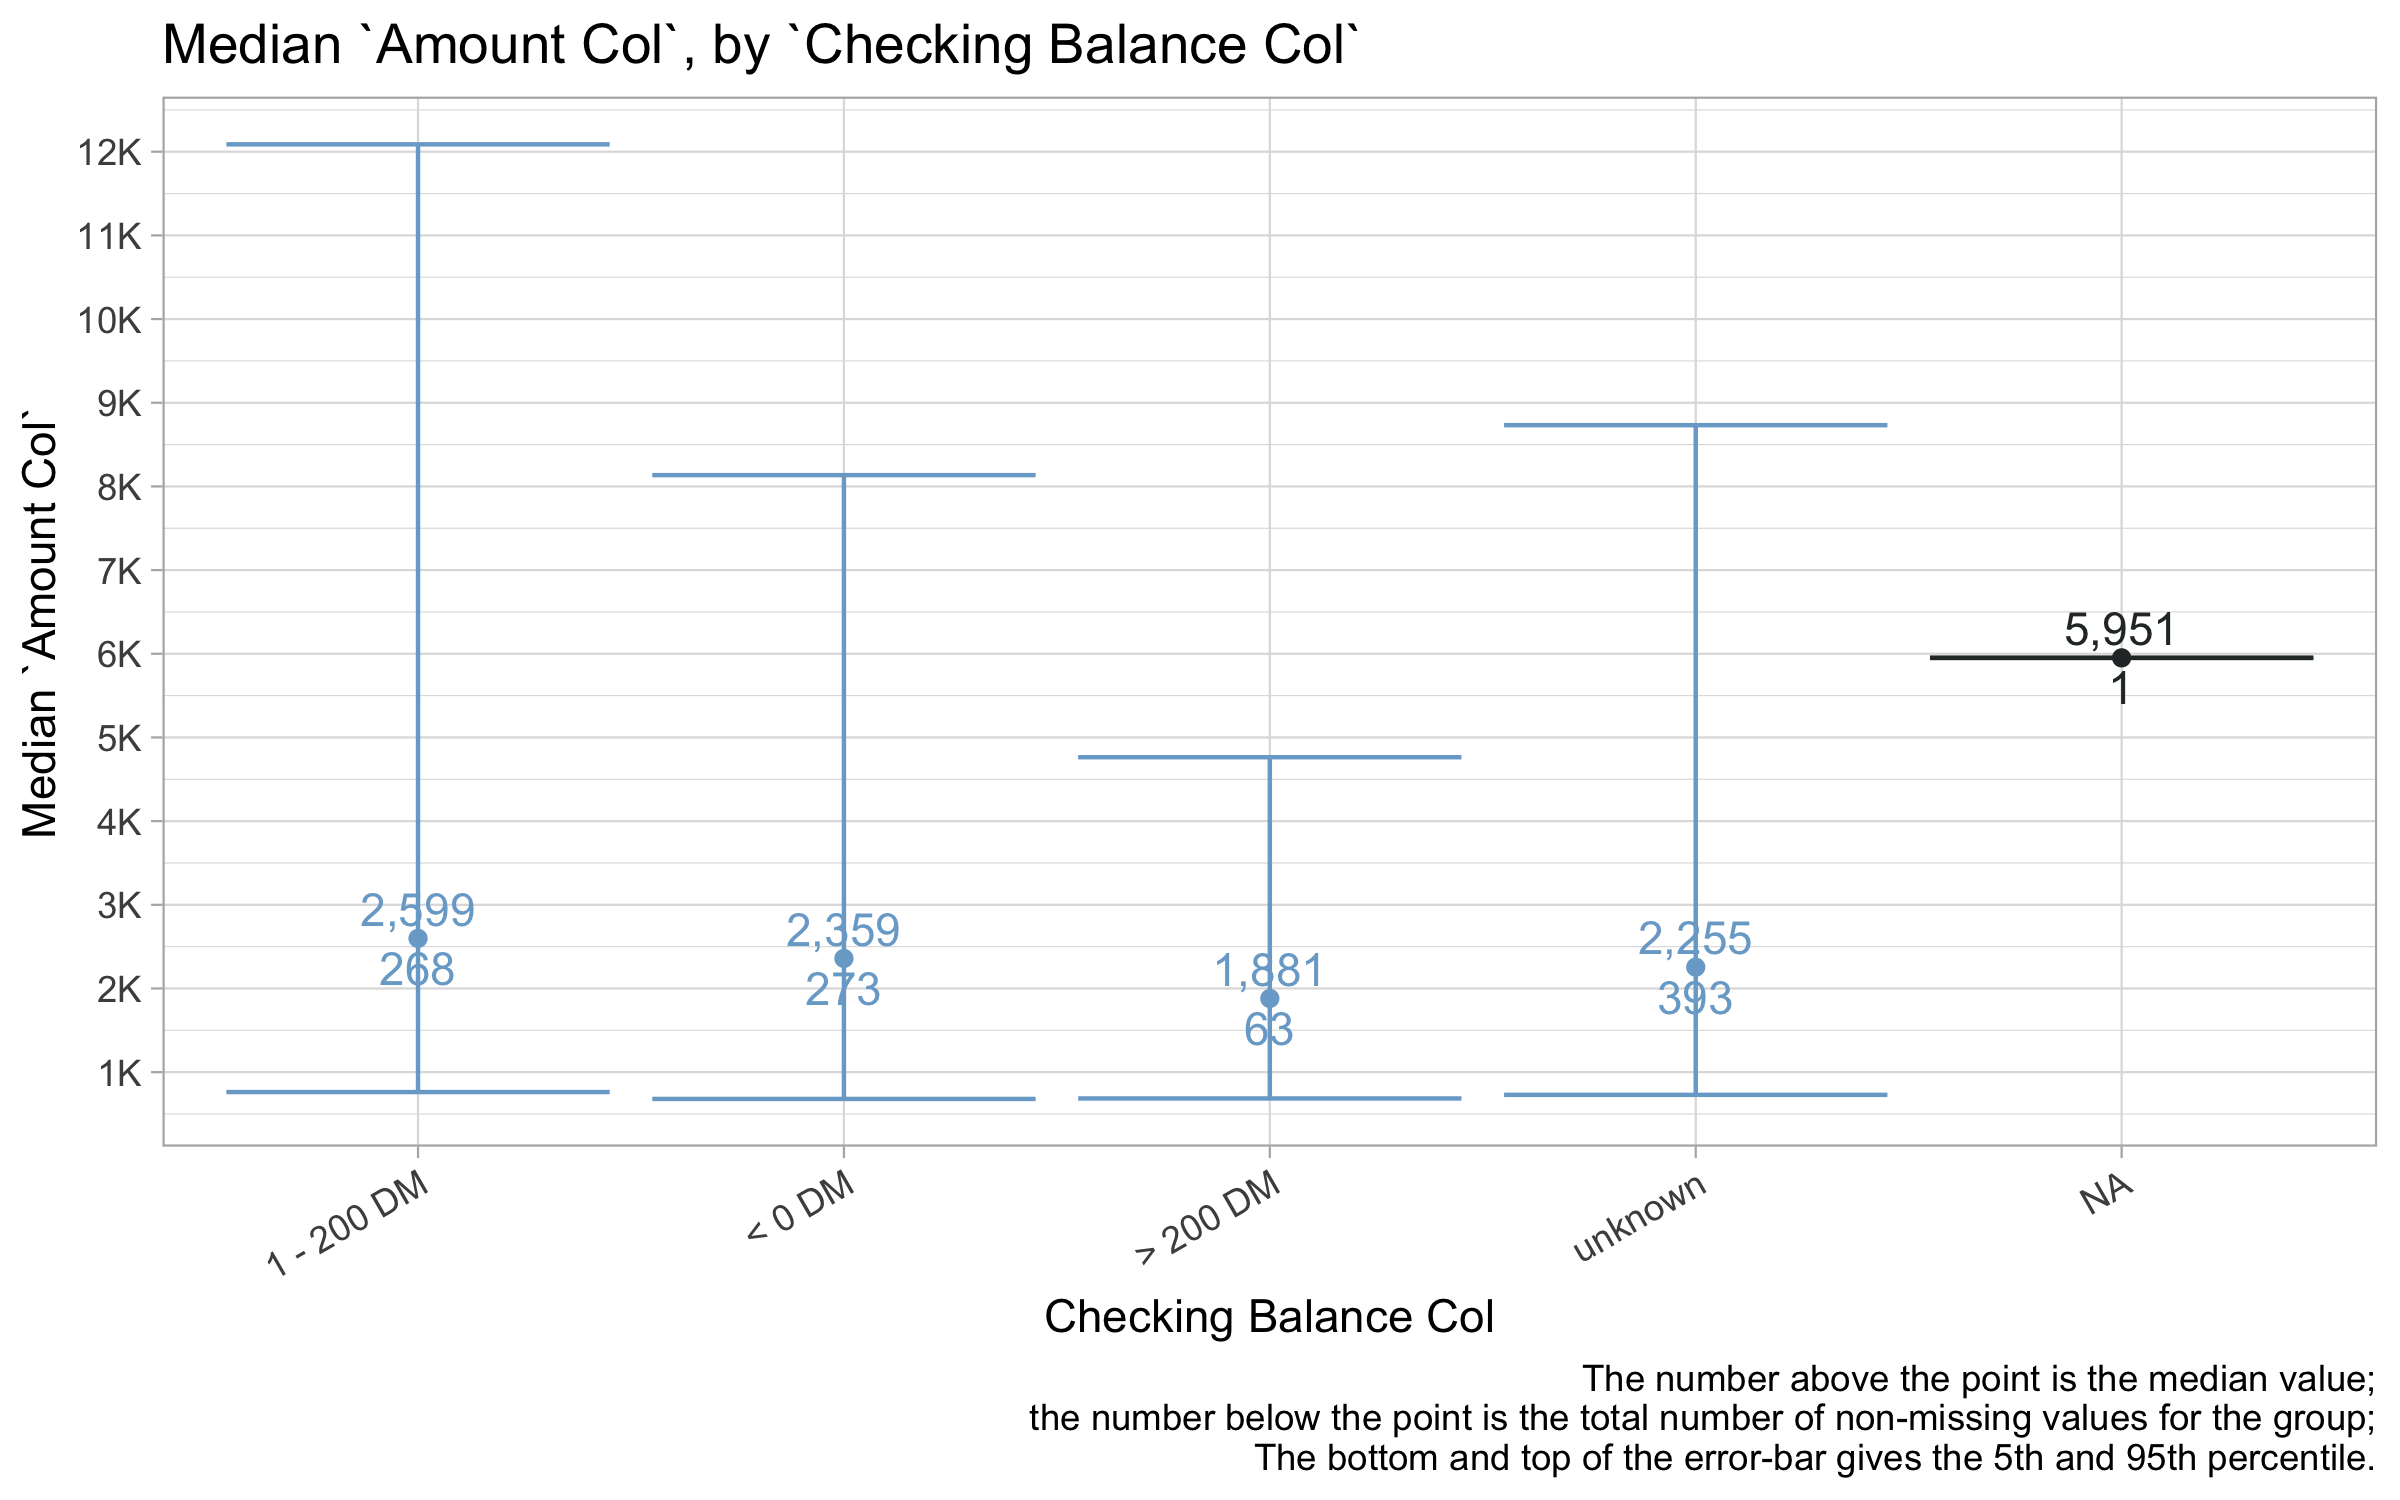 Median `Amount Col`, by `Checking Balance Col`
Median `Amount Col`
12K
11K
10K
9K
8K
7K
6K
5K
4K
3K
2K
1K
2,599
268
2,359
273
1,881
63
2,255
393
5,951
1
1 - 200 DM
< 0 DM
> 200 DM
unknown
NA
Checking Balance Col
The number above the point is the median value;
the number below the point is the total number of non-missing values for the group;
The bottom and top of the error-bar gives the 5th and 95th percentile.